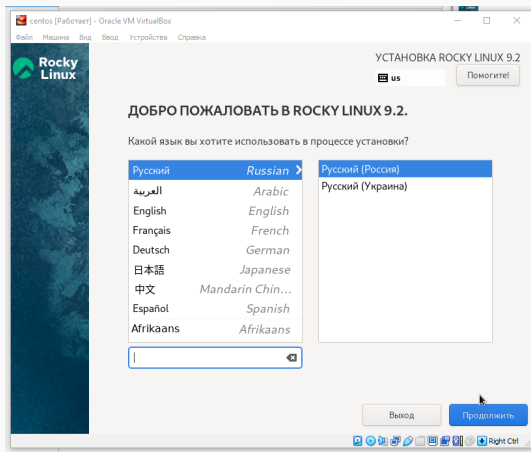 centos [Работает] - Oracle VM VirtualBox
Файл Машина Вид Ввод Устройства Справка
Rocky
Linux
УСТАНОВКА ROCKY LINUX 9.2
us
Помогите!
ДОБРО ПОЖАЛОВАТЬ В ROCKY LINUX 9.2.
Какой язык вы хотите использовать в процессе установки?
Русский Russian
العربية Arabic
English English
Français French
Deutsch German
日本語 Japanese
中文 Mandarin Chin...
Español Spanish
Afrikaans Afrikaans
Русский (Россия)
Русский (Украина)
Выход
Продолжить
Right Ctrl